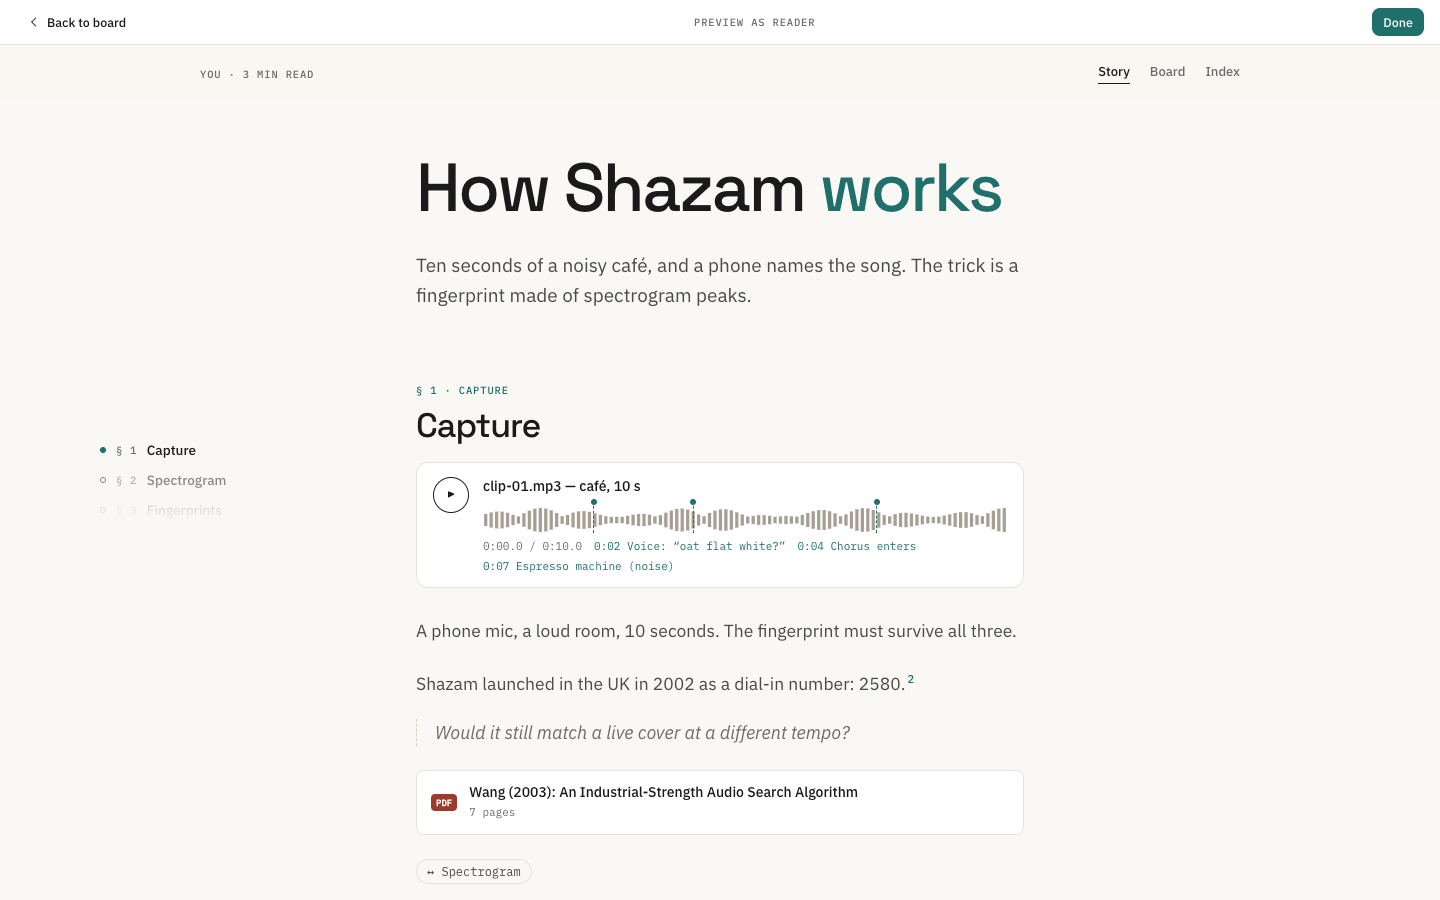 Back to board
PREVIEW AS READER
Done
YOU · 3 MIN READ
Story
Board
Index
How Shazam works
Ten seconds of a noisy café, and a phone names the song. The trick is a
fingerprint made of spectrogram peaks.
§ 1 · CAPTURE
Capture
§ 1 Capture
§ 2 Spectrogram
§ 3 Fingerprints
clip-01.mp3 — café, 10 s
0:00.0 / 0:10.0 0:02 Voice: “oat flat white?” 0:04 Chorus enters
0:07 Espresso machine (noise)
A phone mic, a loud room, 10 seconds. The fingerprint must survive all three.
Shazam launched in the UK in 2002 as a dial-in number: 2580.2
Would it still match a live cover at a different tempo?
PDF
Wang (2003): An Industrial-Strength Audio Search Algorithm
7 pages
↔ Spectrogram